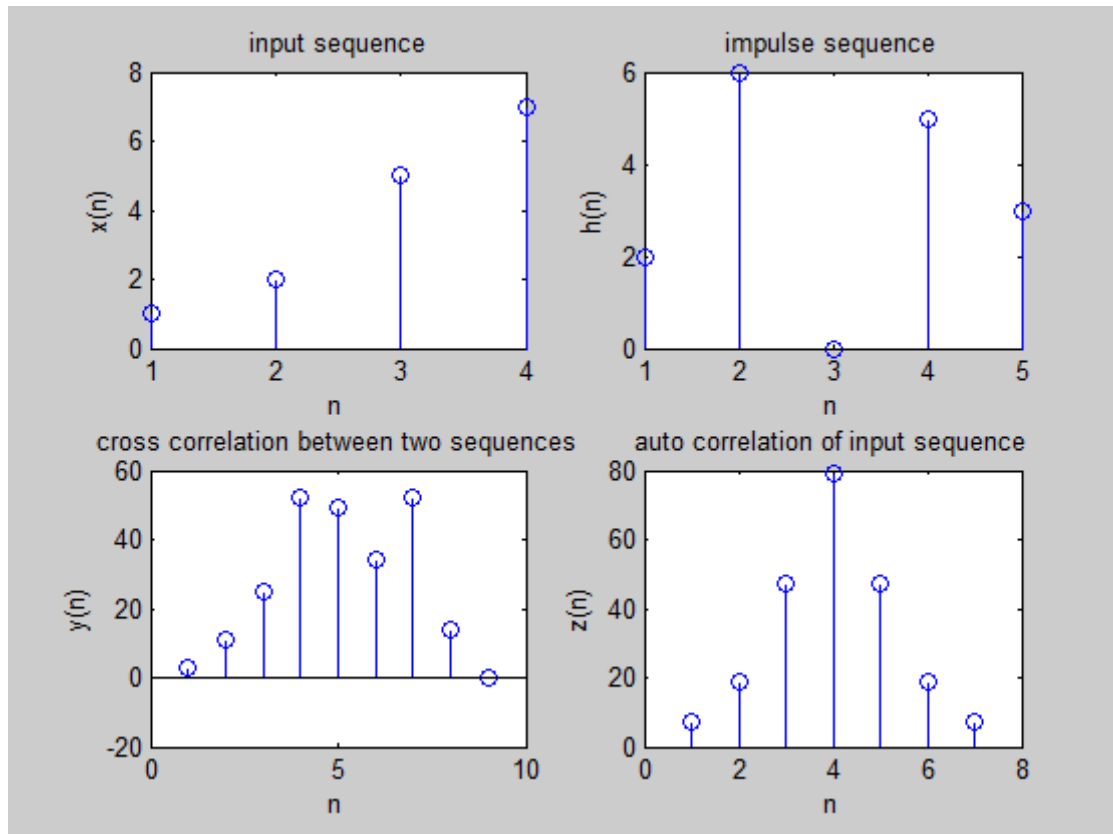 input sequence
8
6
4
2
0
x(n)
1 2 3 4
n
impulse sequence
6
4
2
0
h(n)
1 2 3 4 5
n
cross correlation between two sequences
60
40
20
0
-20
y(n)
0 5 10
n
auto correlation of input sequence
80
60
40
20
0
z(n)
0 2 4 6 8
n